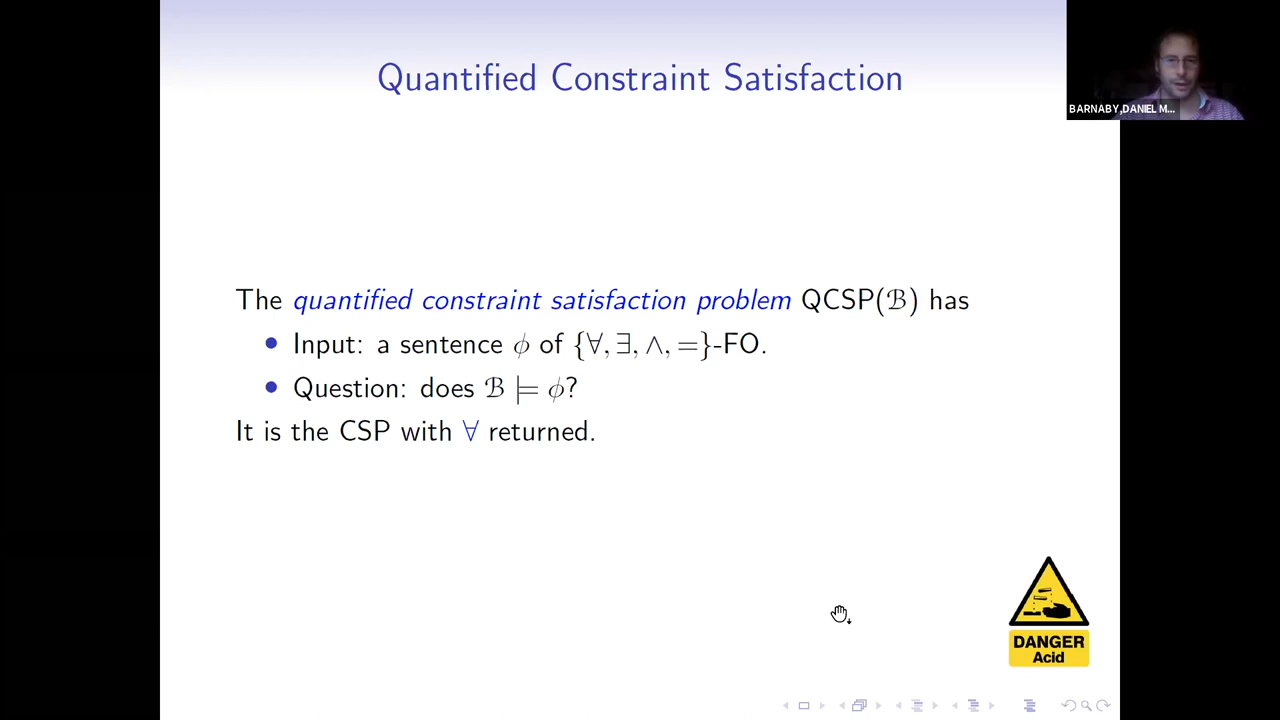 Quantified Constraint Satisfaction
BARNABY,DANIEL M...
The quantified constraint satisfaction problem QCSP(ℬ) has
• Input: a sentence ϕ of {∀, ∃, ∧, =}-FO.
• Question: does ℬ ⊨ ϕ?
It is the CSP with ∀ returned.
DANGER
Acid